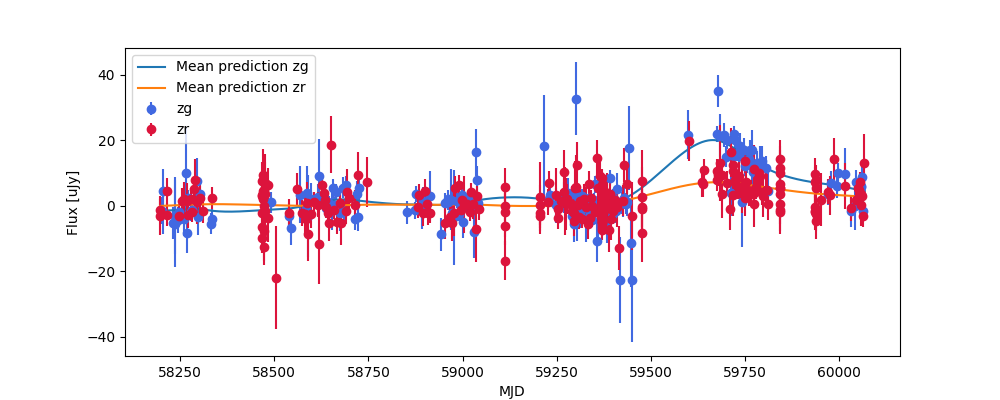 Mean prediction zg
Mean prediction zr
zg
zr
40
20
0
−20
−40
Flux [uJy]
58250
58500
58750
59000
59250
59500
59750
60000
MJD